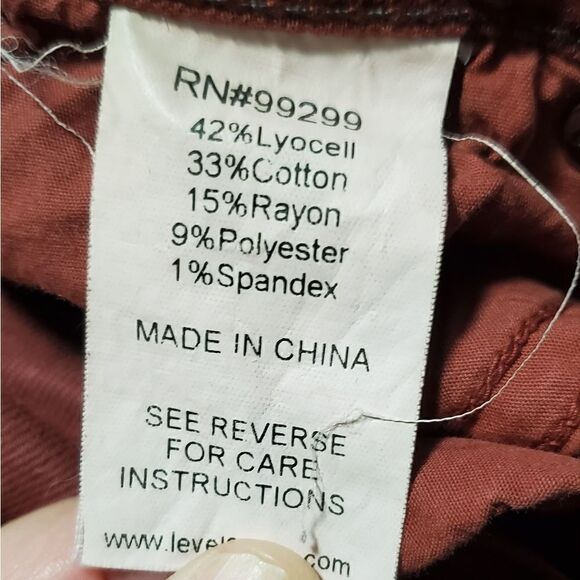 RN#99299
42%Lyocell
33%Cotton
15%Rayon
9%Polyester
1%Spandex
MADE IN CHINA
SEE REVERSE
FOR CARE
INSTRUCTIONS